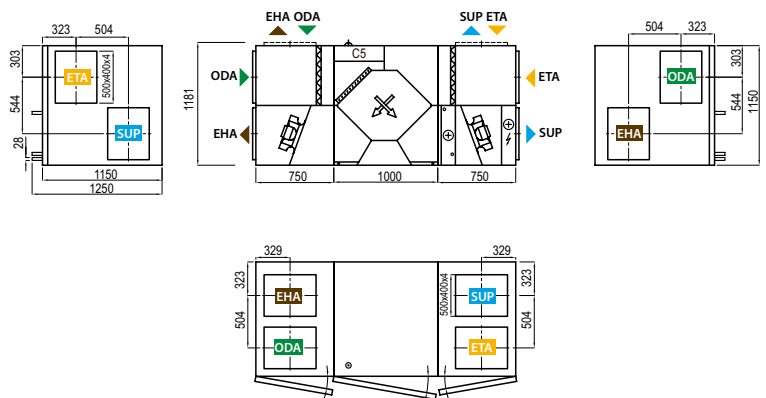 EHA ODA
SUP ETA
323
504
504
323
303
ETA
500x400x4
C5
ODA
303
ODA
ETA
544
1181
544
1150
SUP
EHA
SUP
EHA
28
1150
750
1000
750
1150
1250
329
329
323
EHA
500x400x4
SUP
323
504
ODA
ETA
504